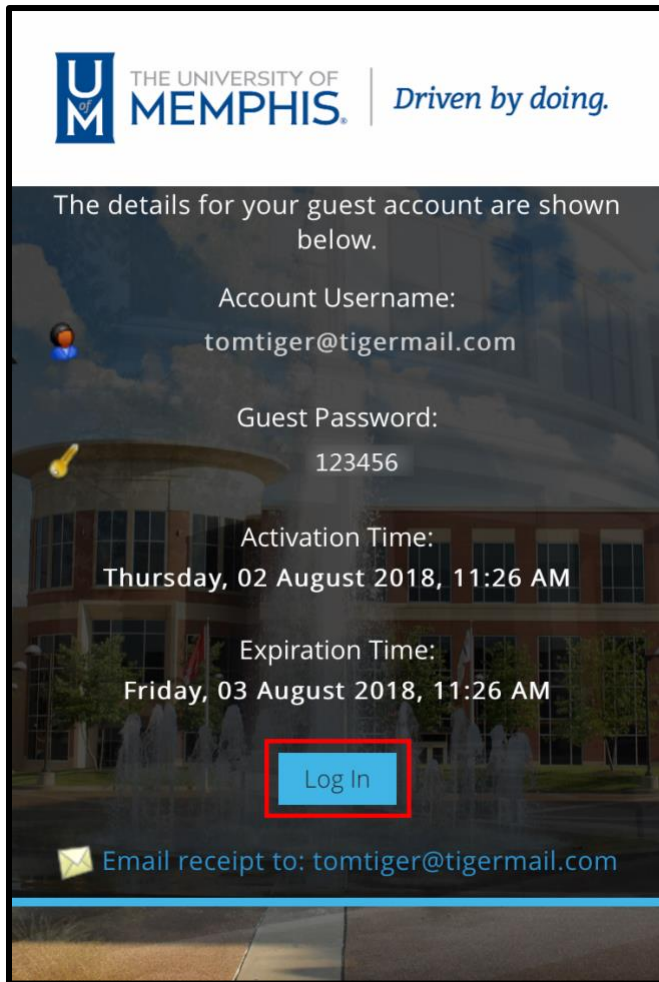 U
of
M
THE UNIVERSITY OF
MEMPHIS®
Driven by doing.
The details for your guest account are shown
below.
Account Username:
tomtiger@tigermail.com
Guest Password:
123456
Activation Time:
Thursday, 02 August 2018, 11:26 AM
Expiration Time:
Friday, 03 August 2018, 11:26 AM
Log In
Email receipt to: tomtiger@tigermail.com